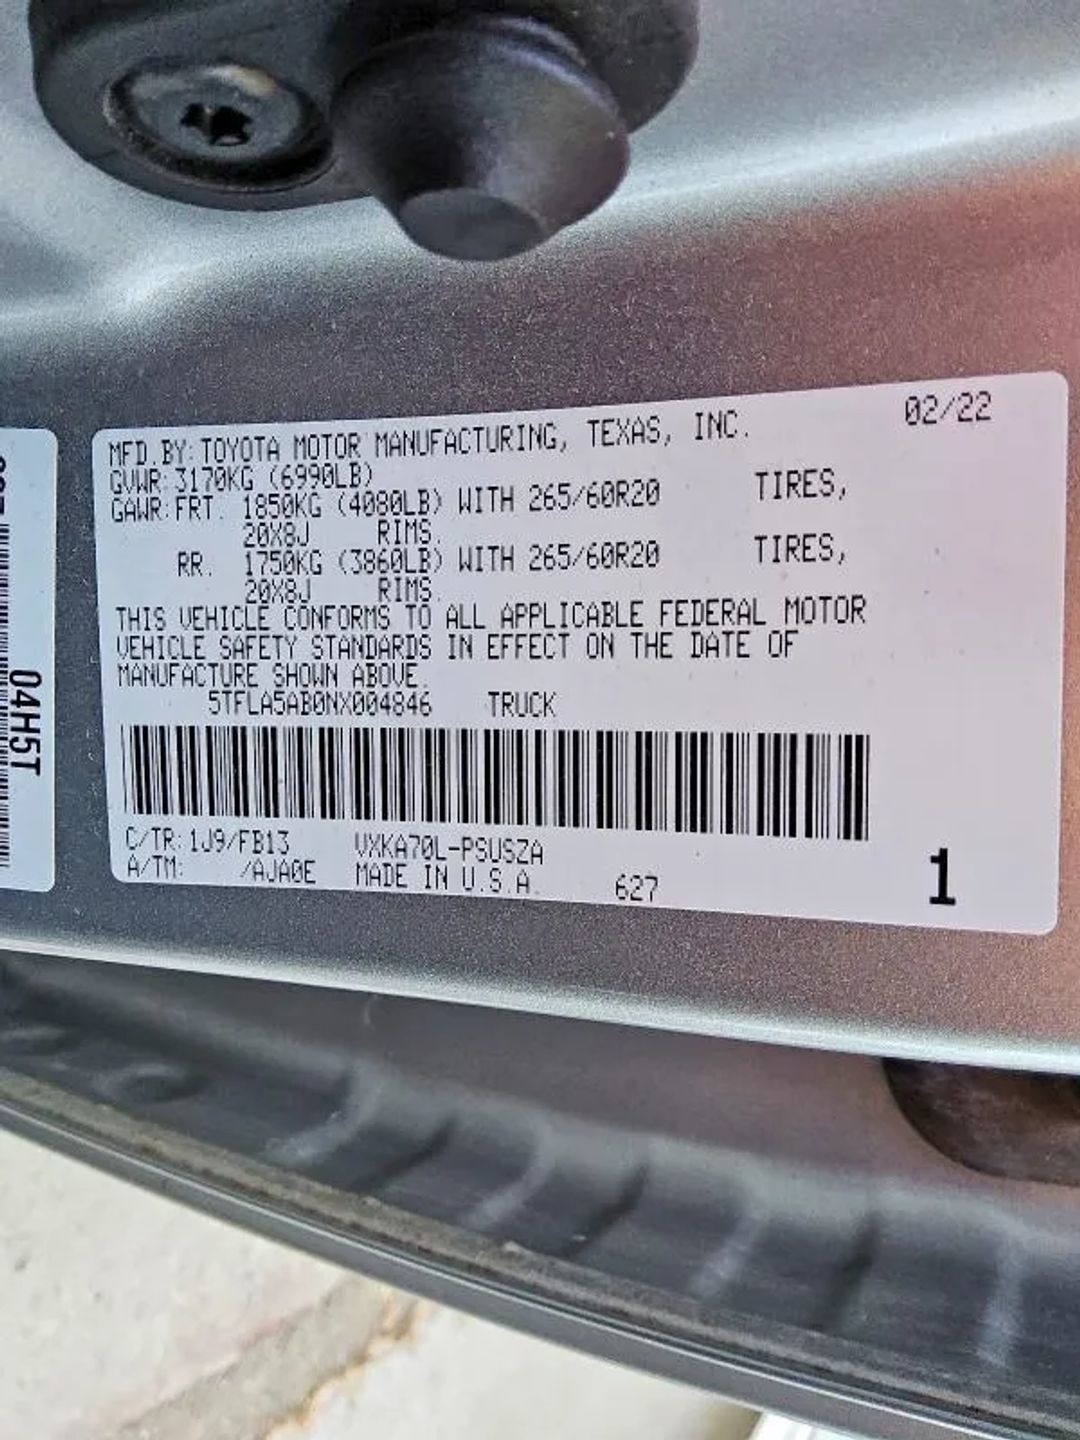 MFD. BY: TOYOTA MOTOR MANUFACTURING, TEXAS, INC. 02/22
GVWR: 3170KG (6990LB)
GAWR: FRT. 1850KG (4080LB) WITH 265/60R20 TIRES,
20X8J RIMS.
RR. 1750KG (3860LB) WITH 265/60R20 TIRES,
20X8J RIMS.
THIS VEHICLE CONFORMS TO ALL APPLICABLE FEDERAL MOTOR
VEHICLE SAFETY STANDARDS IN EFFECT ON THE DATE OF
MANUFACTURE SHOWN ABOVE.
5TFLA5AB0NX004846 TRUCK
C/TR: 1J9/FB13 VXKA70L-PSUSZA
A/TM: /AJA0E MADE IN U.S.A. 627 1
04H5T